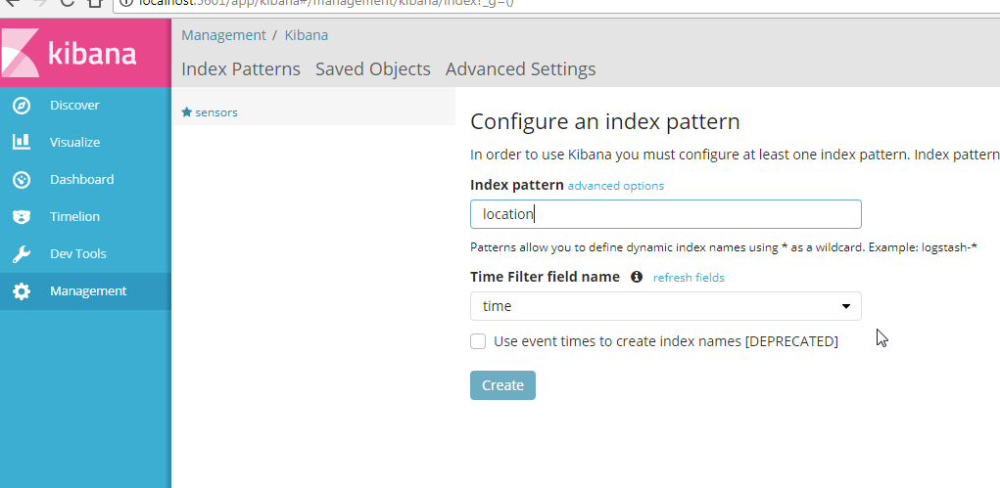 localhost:5601/app/kibana#/management/kibana/index?_g=()
kibana
Management / Kibana
Index Patterns Saved Objects Advanced Settings
Discover
Visualize
Dashboard
Timelion
Dev Tools
Management
sensors
Configure an index pattern
In order to use Kibana you must configure at least one index pattern. Index pattern
Index pattern advanced options
location
Patterns allow you to define dynamic index names using * as a wildcard. Example: logstash-*
Time Filter field name refresh fields
time
Use event times to create index names [DEPRECATED]
Create